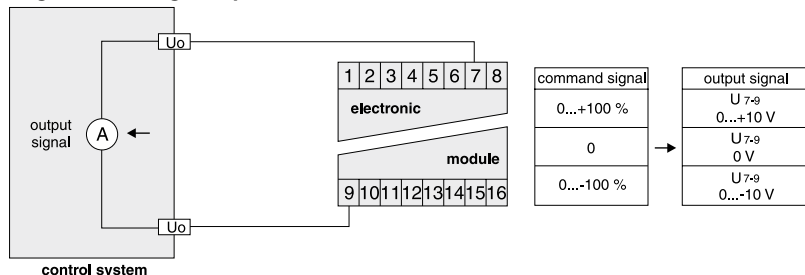 Uo
output
signal
A
Uo
control system
1 2 3 4 5 6 7 8
electronic
module
9 10 11 12 13 14 15 16
command signal
0...+100 %
0
0...-100 %
output signal
U 7-9
0...+10 V
U 7-9
0 V
U 7-9
0...-10 V